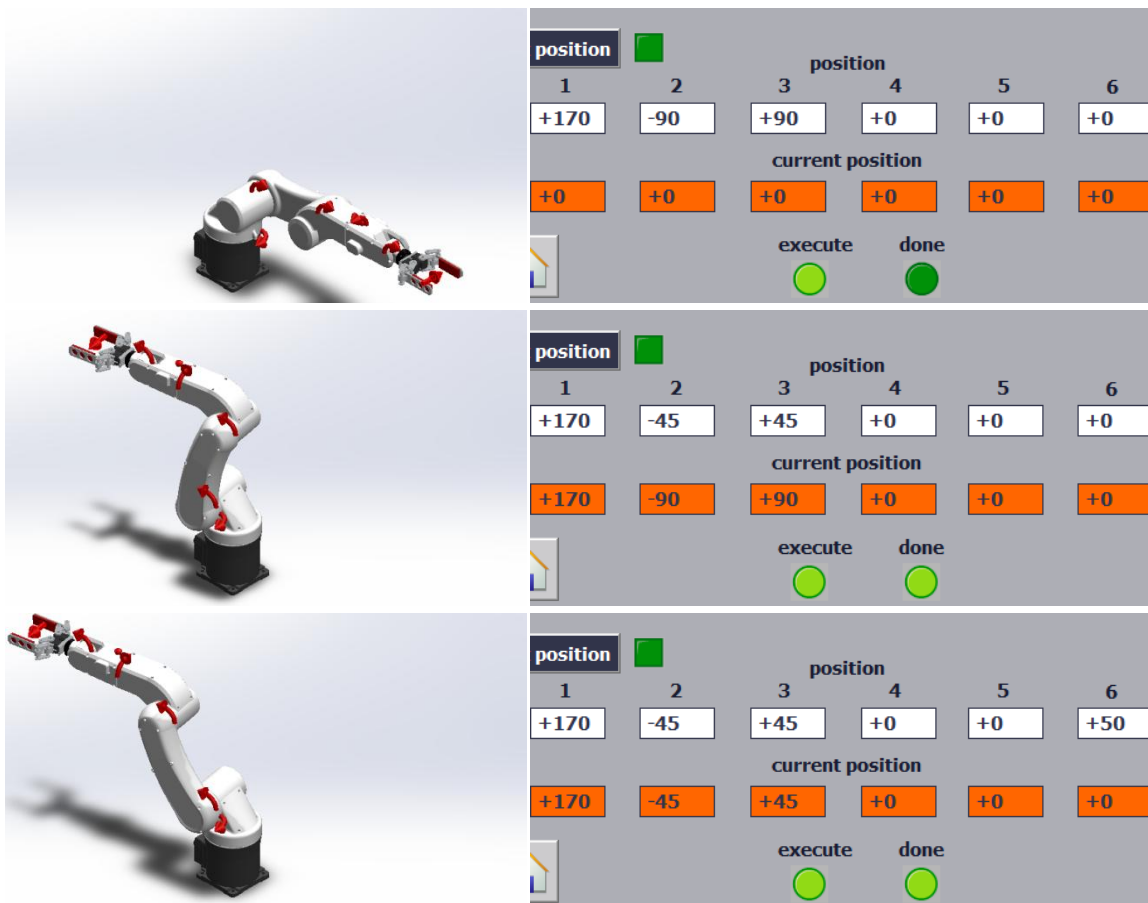 position
position
1 2 3 4 5 6
+170 -90 +90 +0 +0 +0
current position
+0 +0 +0 +0 +0 +0
execute done
position
position
1 2 3 4 5 6
+170 -45 +45 +0 +0 +0
current position
+170 -90 +90 +0 +0 +0
execute done
position
position
1 2 3 4 5 6
+170 -45 +45 +0 +0 +50
current position
+170 -45 +45 +0 +0 +0
execute done